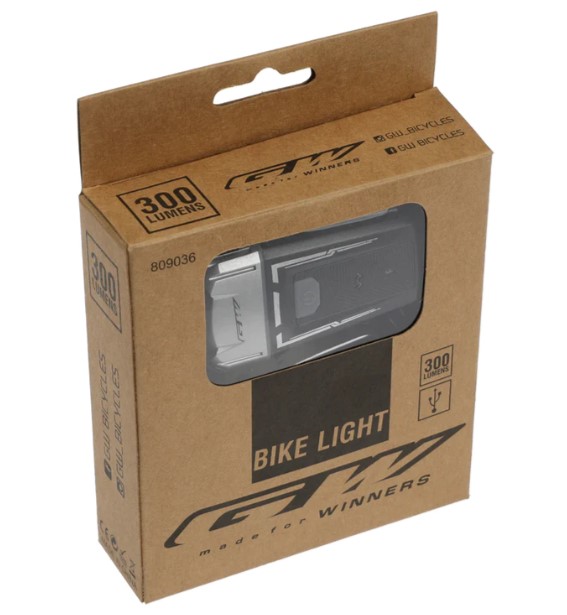 300
LUMENS
GW
made for WINNERS
GW_BICYCLES
GW BICYCLES
809036
GW
300
LUMENS
BIKE LIGHT
GW
made for WINNERS
300
LUMENS
GW_BICYCLES
GW_BICYCLES